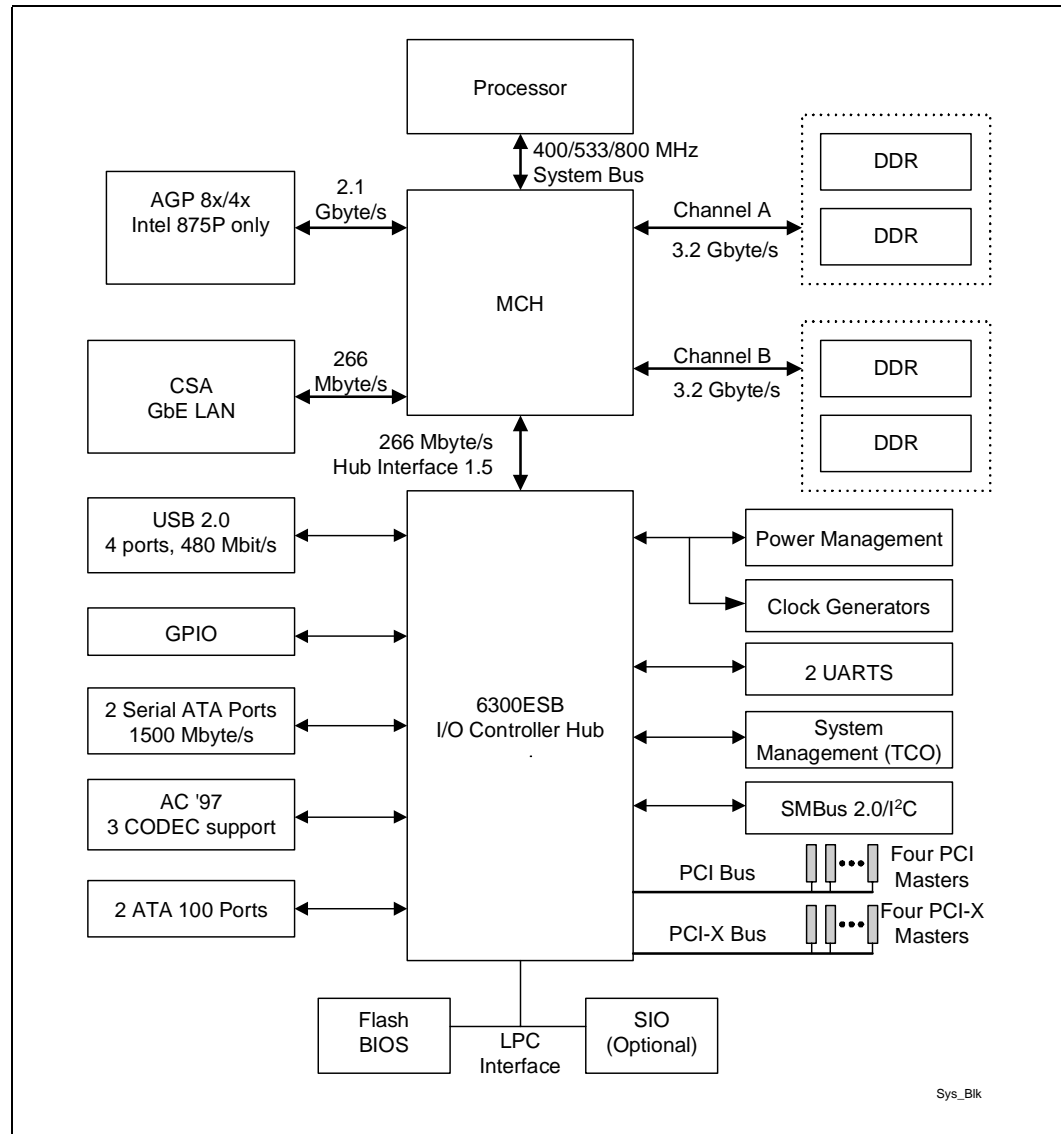 Processor
400/533/800 MHz
System Bus
AGP 8x/4x
Intel 875P only
2.1
Gbyte/s
MCH
Channel A
3.2 Gbyte/s
DDR
DDR
CSA
GbE LAN
266
Mbyte/s
Channel B
3.2 Gbyte/s
DDR
DDR
266 Mbyte/s
Hub Interface 1.5
USB 2.0
4 ports, 480 Mbit/s
GPIO
2 Serial ATA Ports
1500 Mbyte/s
AC '97
3 CODEC support
2 ATA 100 Ports
6300ESB
I/O Controller Hub
Power Management
Clock Generators
2 UARTS
System
Management (TCO)
SMBus 2.0/I²C
PCI Bus
Four PCI
Masters
PCI-X Bus
Four PCI-X
Masters
Flash
BIOS
LPC
Interface
SIO
(Optional)
Sys_Blk